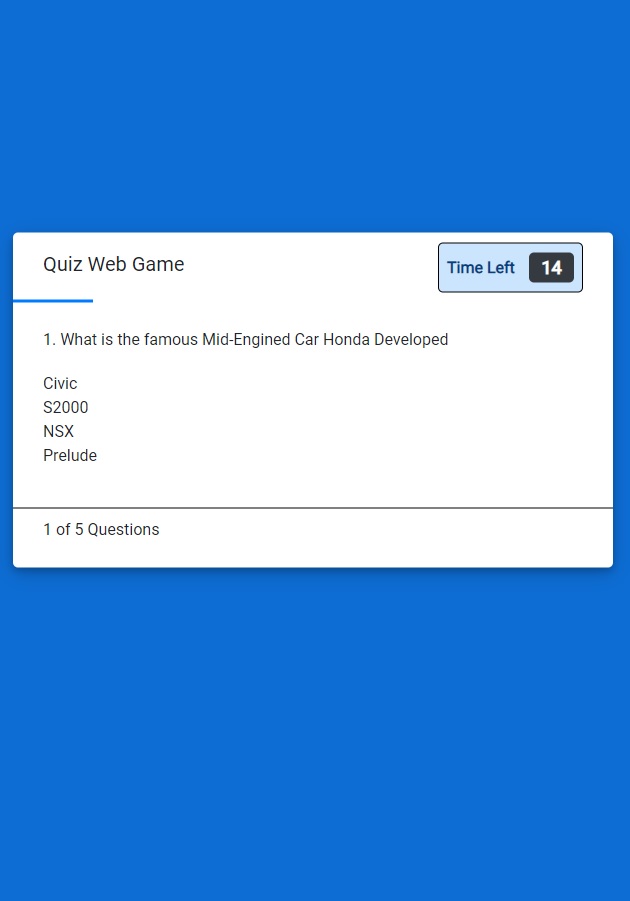 Quiz Web Game
Time Left 14
1. What is the famous Mid-Engined Car Honda Developed
Civic
S2000
NSX
Prelude
1 of 5 Questions